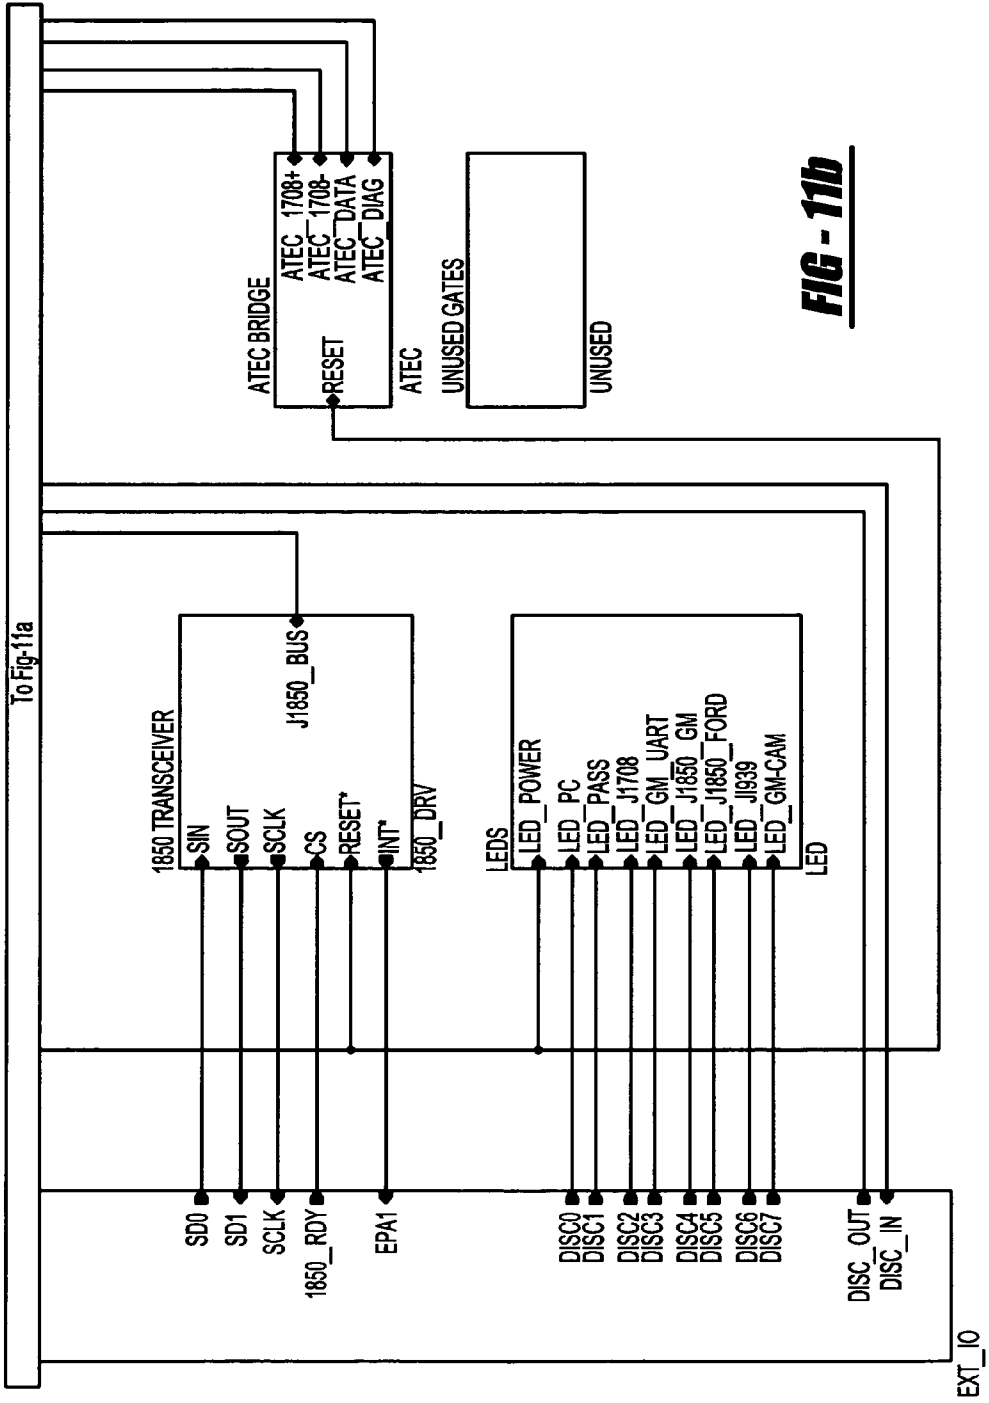 To Fig-11a
ATEC BRIDGE
ATEC_1708+
ATEC_1708-
ATEC_DATA
ATEC_DIAG
RESET
ATEC
UNUSED GATES
UNUSED
1850 TRANSCEIVER
SIN
SOUT
SCLK
CS
RESET*
INT*
J1850_BUS
1850_DRV
LEDS
LED_POWER
LED_PC
LED_PASS
LED_J1708
LED_GM_UART
LED_J1850_GM
LED_J1850_FORD
LED_JI939
LED_GM-CAM
LED
SD0
SD1
SCLK
1850_RDY
EPA1
DISC0
DISC1
DISC2
DISC3
DISC4
DISC5
DISC6
DISC7
DISC_OUT
DISC_IN
EXT_IO
FIG - 11b